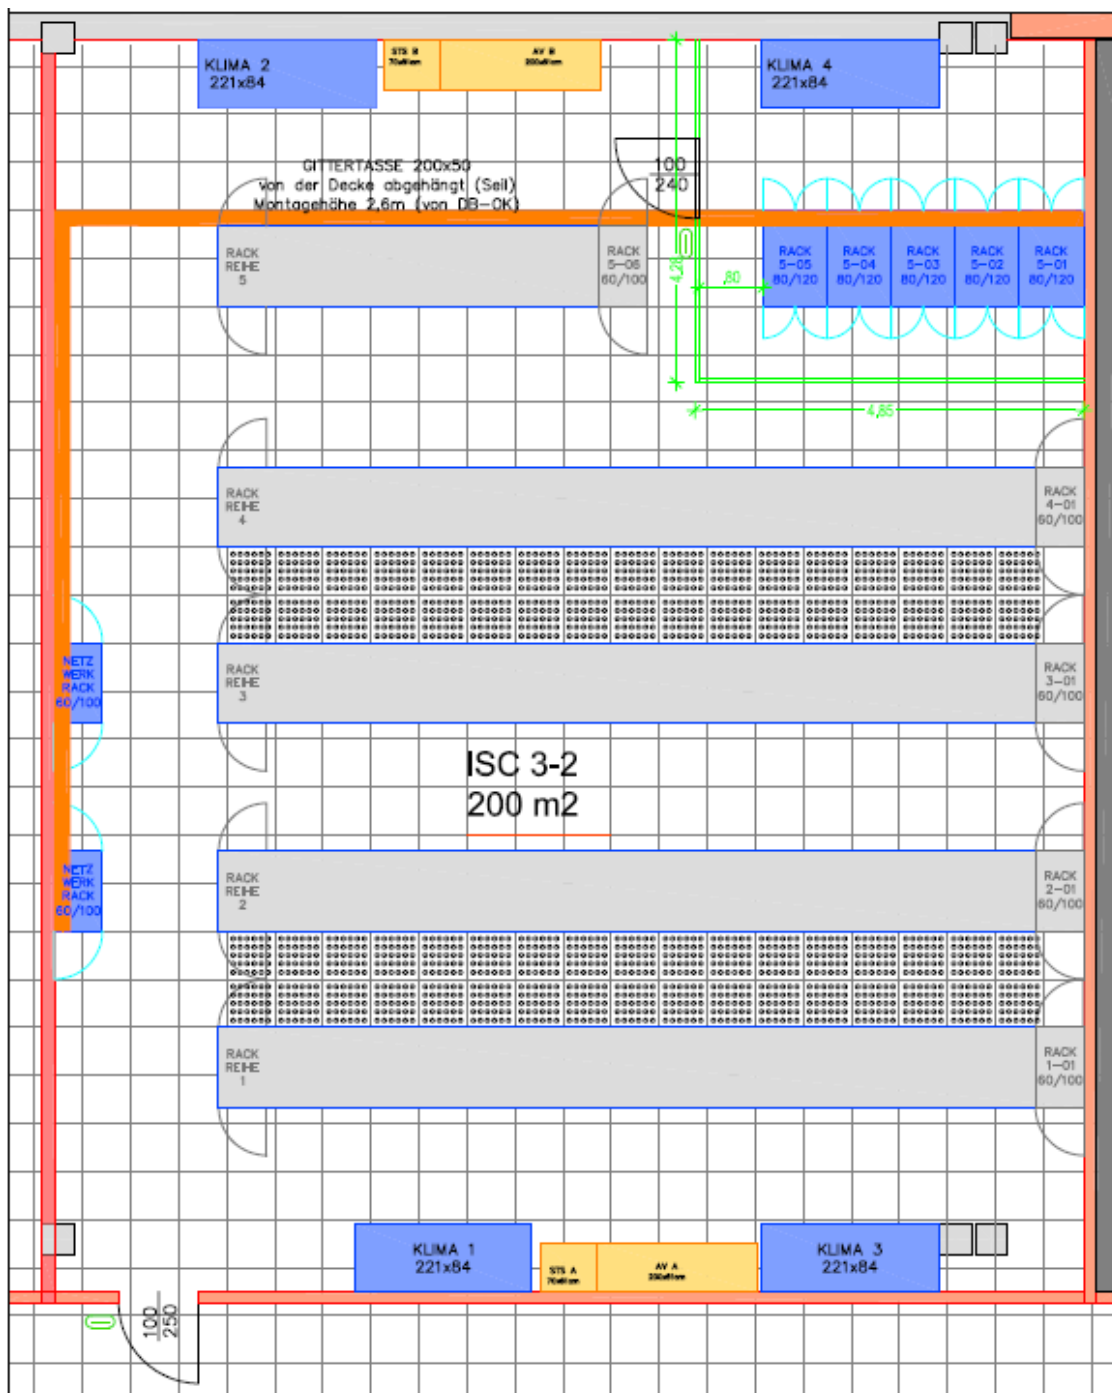 KLIMA 2
221x84
STS B
70x61cm
AV B
200x61cm
KLIMA 4
221x84
GITTERTASSE 200x50
von der Decke abgehängt (Seil)
Montagehöhe 2,6m (von DB-OK)
100
240
RACK
REIHE
5
RACK
5-06
60/100
4,28
,80
RACK
5-05
80/120
RACK
5-04
80/120
RACK
5-03
80/120
RACK
5-02
80/120
RACK
5-01
80/120
4,85
RACK
REIHE
4
RACK
4-01
60/100
NETZ
WERK
RACK
60/100
RACK
REIHE
3
RACK
3-01
60/100
ISC 3-2
200 m2
NETZ
WERK
RACK
60/100
RACK
REIHE
2
RACK
2-01
60/100
RACK
REIHE
1
RACK
1-01
60/100
KLIMA 1
221x84
STS A
70x61cm
AV A
200x61cm
KLIMA 3
221x84
100
250